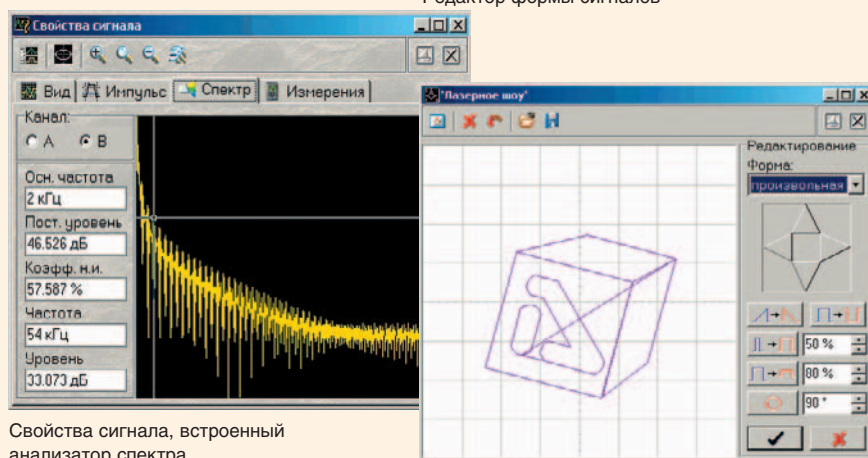 Редактор формы сигналов
Свойства сигнала
Вид Импульс Спектр Измерения
Канал:
A B
Осн. частота
2 кГц
Пост. уровень
46.526 дБ
Коэфф. н.и.
57.587 %
Частота
54 кГц
Уровень
33.073 дБ
Свойства сигнала, встроенный
анализатор спектра
"Лазерное шоу"
Редактирование
Форма:
произвольная
50 %
80 %
90 °